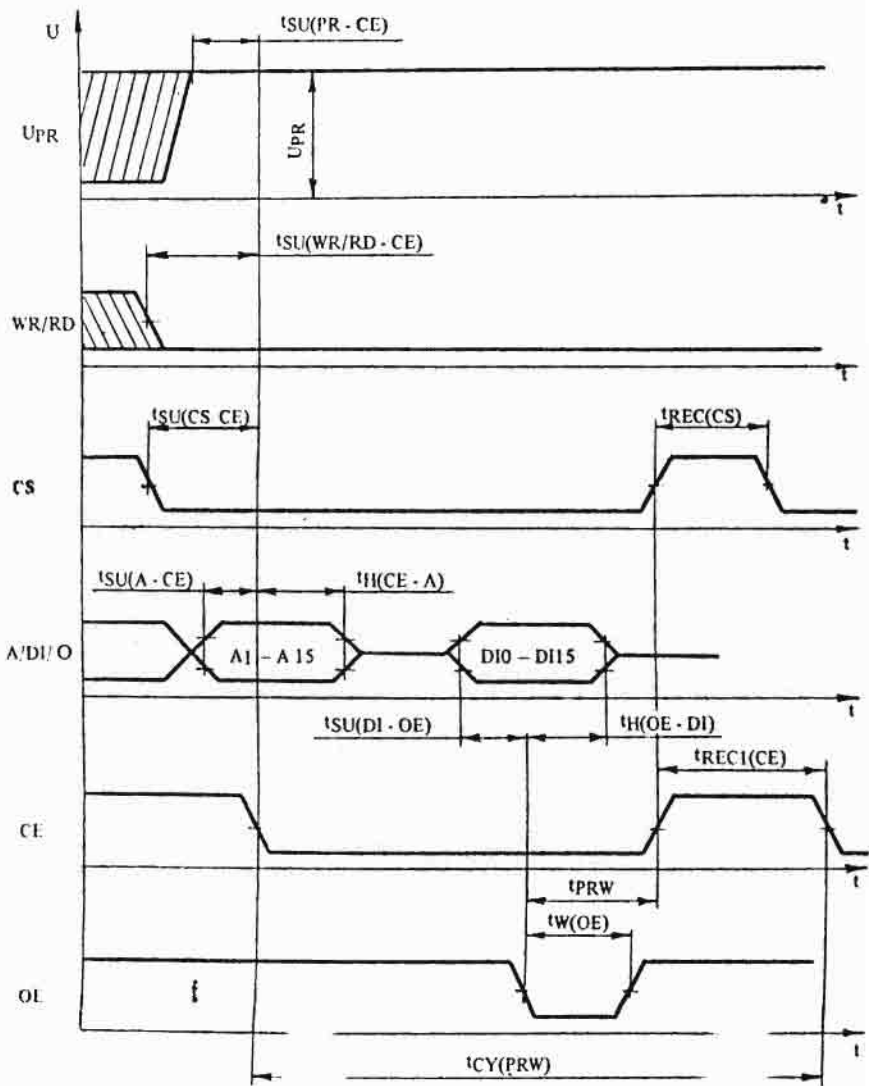 tSU(PR - CE)
U
UPR
UPR
t
tSU(WR/RD - CE)
WR/RD
t
tSU(CS CE)
tREC(CS)
CS
t
tSU(A - CE)
tH(CE - A)
A/DI/O
A1 - A 15
DI0 - DI15
t
tSU(DI - OE)
tH(OE - DI)
tREC1(CE)
CE
t
tPRW
tW(OE)
OE
t
tCY(PRW)